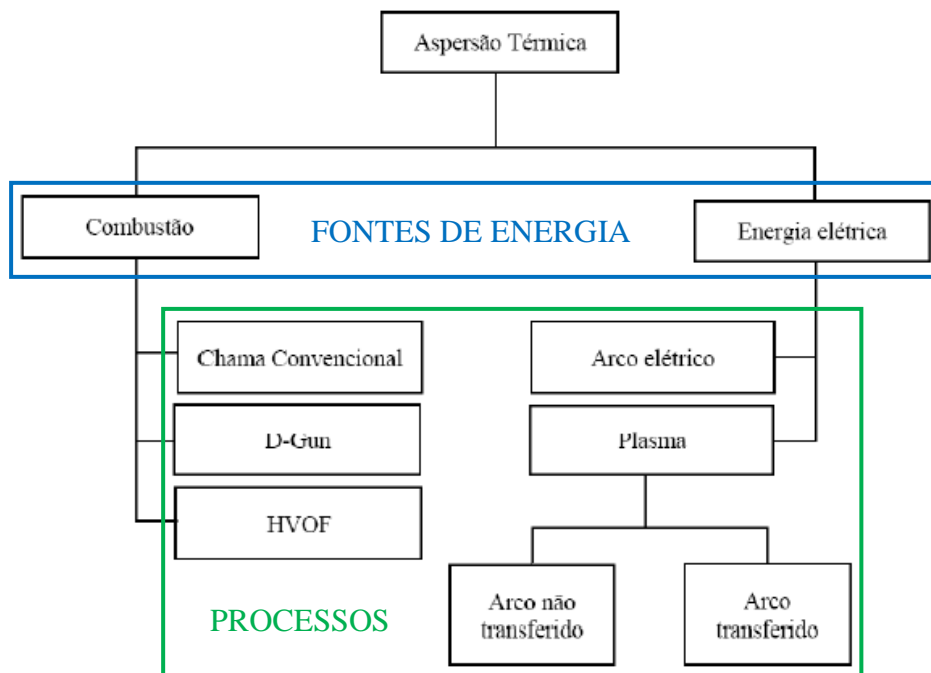 Aspersão Térmica
Combustão
FONTES DE ENERGIA
Energia elétrica
Chama Convencional
Arco elétrico
D-Gun
Plasma
HVOF
Arco não
transferido
Arco
transferido
PROCESSOS